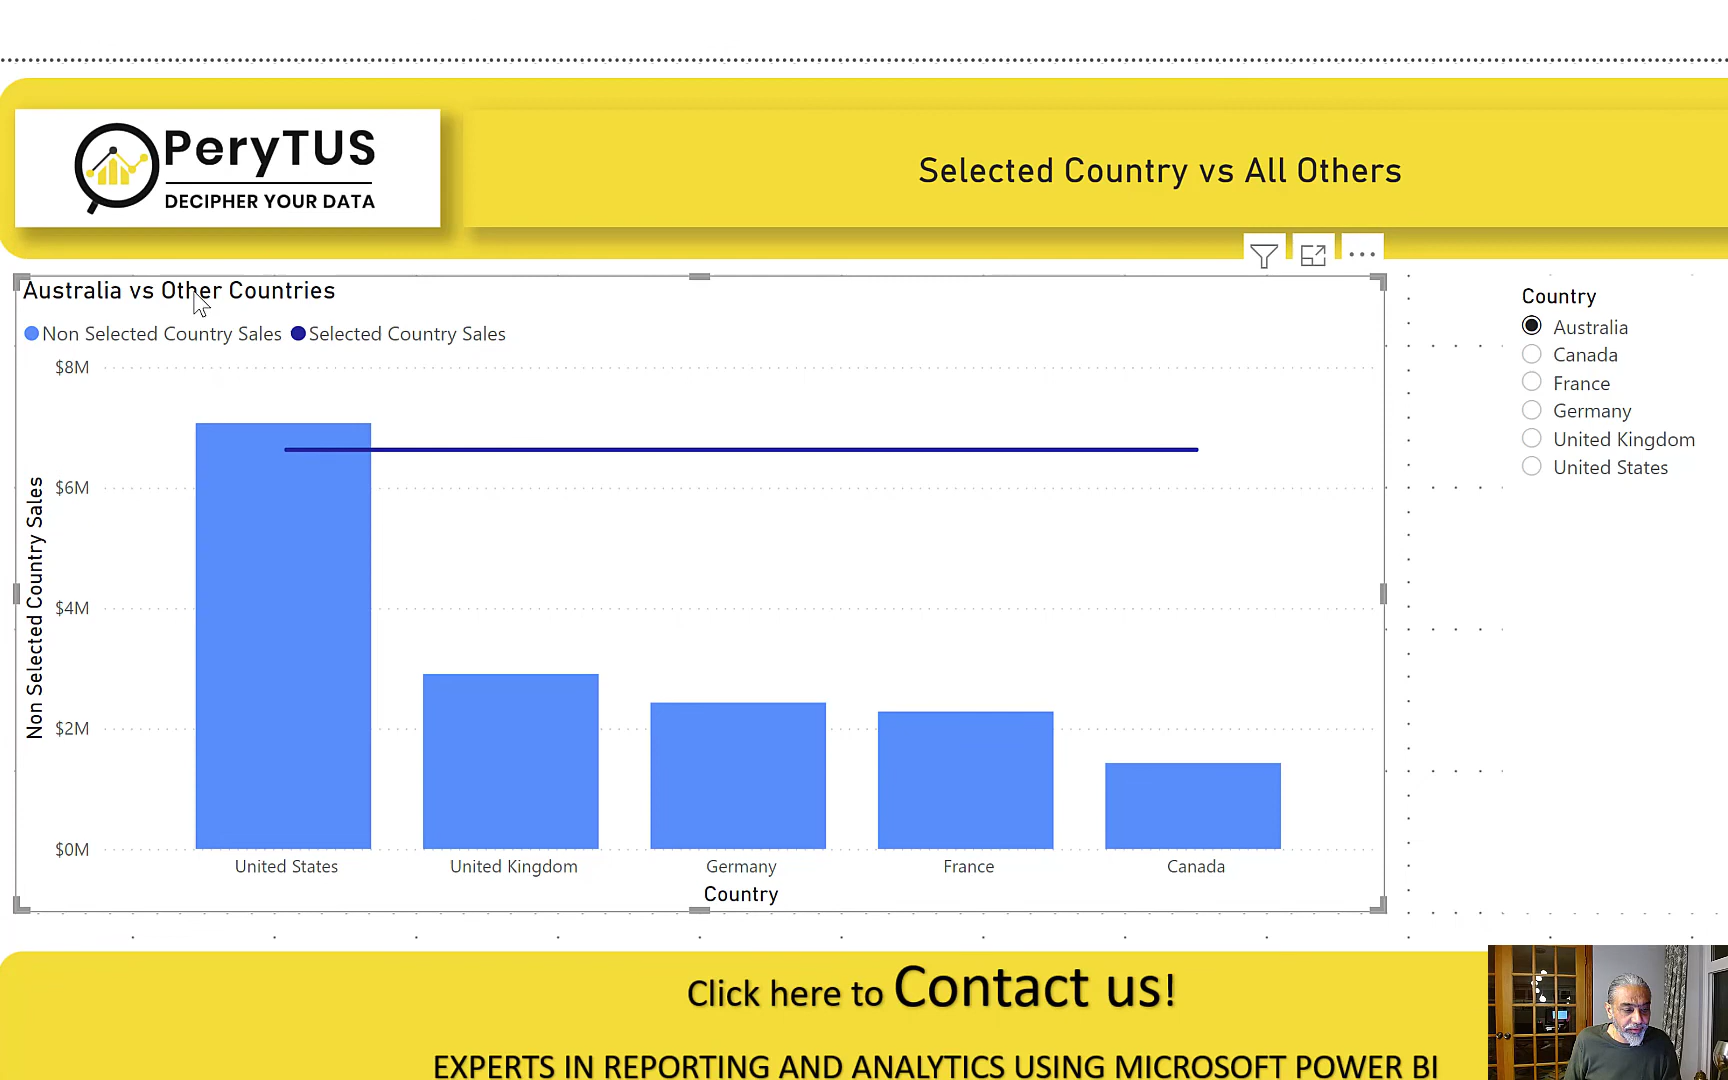 PeryTUS
DECIPHER YOUR DATA
Selected Country vs All Others
Australia vs Other Countries
Non Selected Country Sales Selected Country Sales
$8M
$6M
$4M
$2M
$0M
Non Selected Country Sales
United States United Kingdom Germany France Canada
Country
Country
Australia
Canada
France
Germany
United Kingdom
United States
Click here to Contact us!
EXPERTS IN REPORTING AND ANALYTICS USING MICROSOFT POWER BI